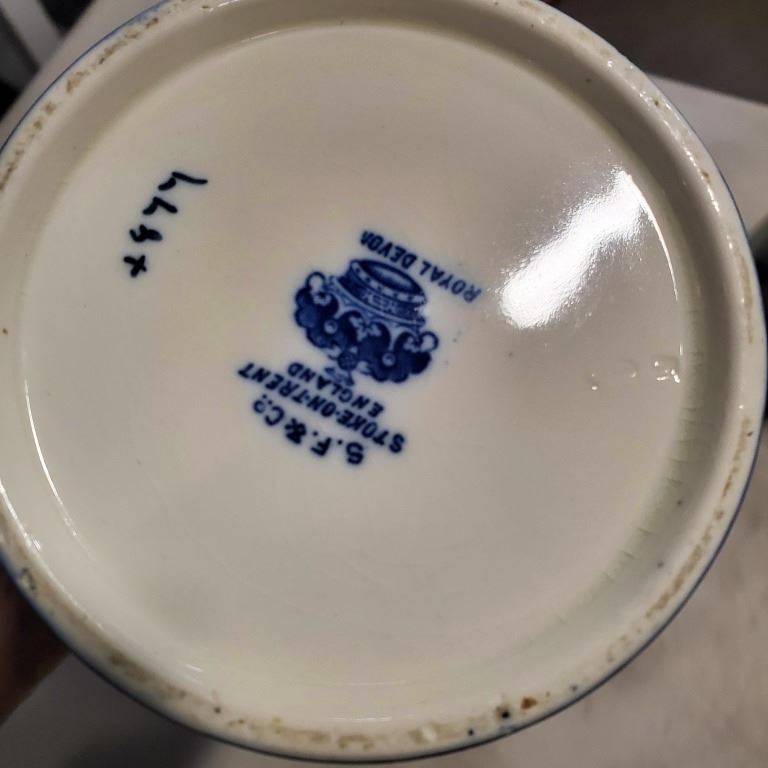 S.F. & Co.
STOKE-ON-TRENT
ENGLAND
ROYAL DEVON